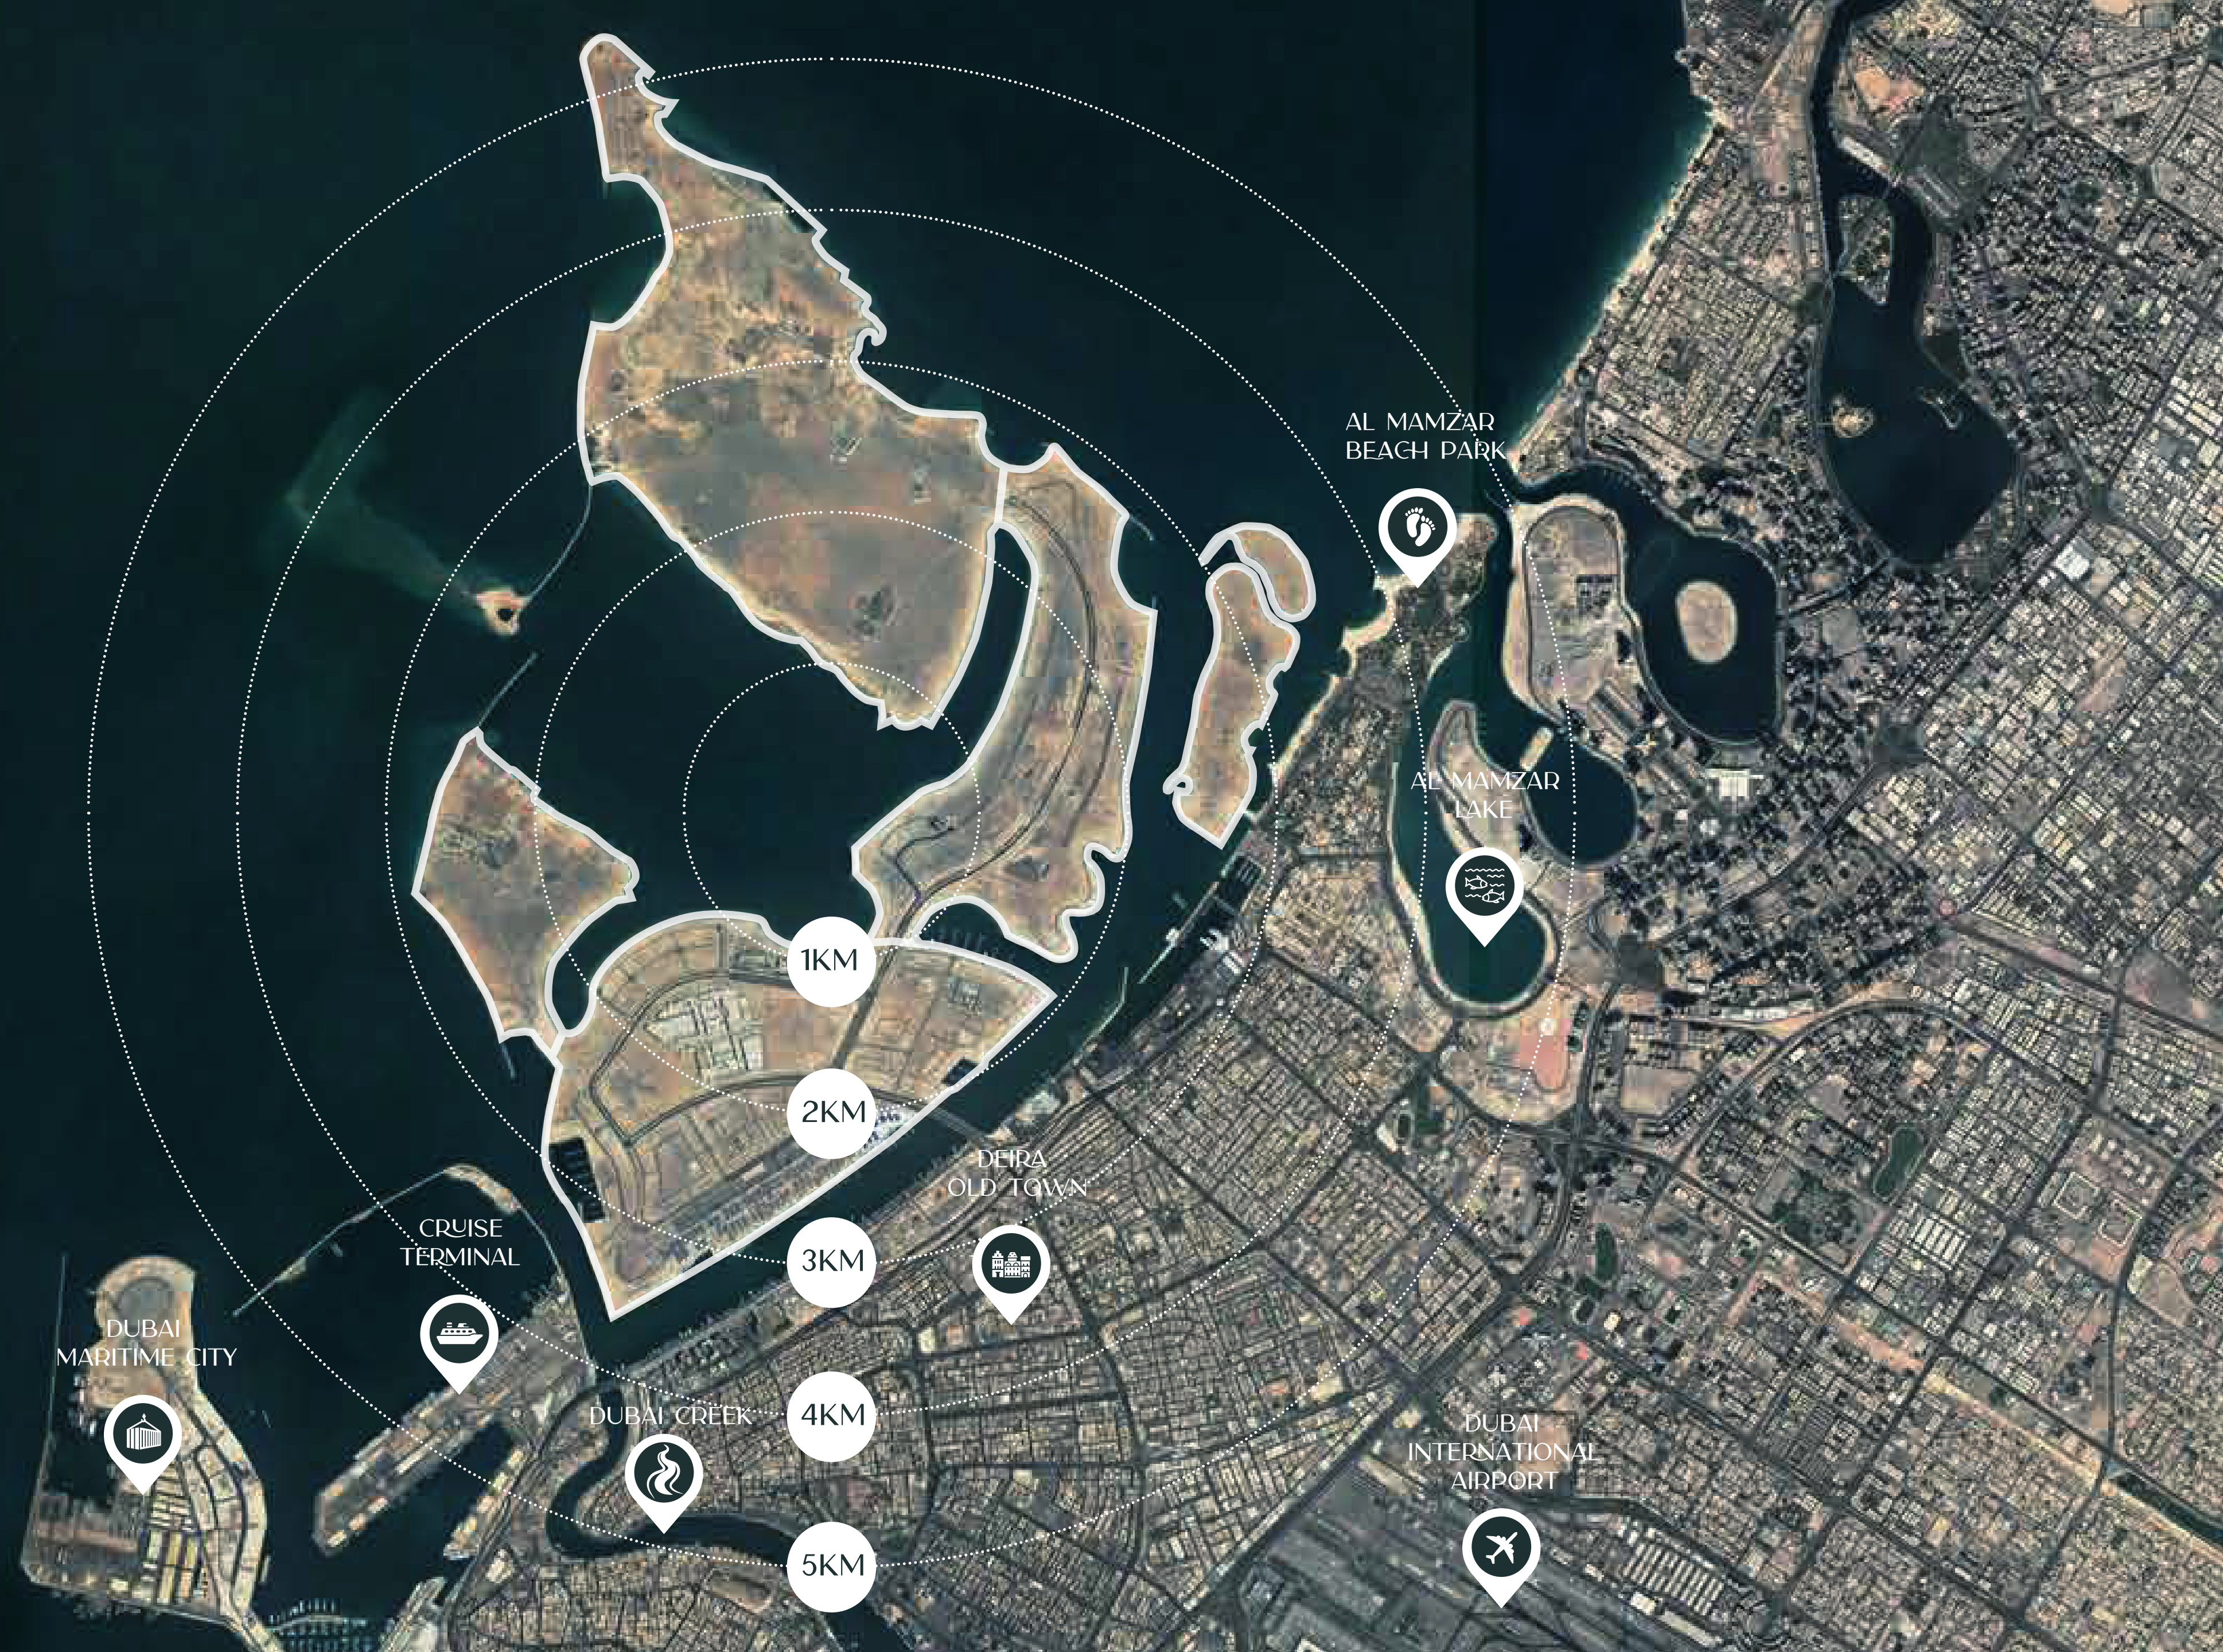 AL MAMZAR
BEACH PARK
AL MAMZAR
LAKE
1KM
2KM
DEIRA
OLD TOWN
CRUISE
TERMINAL
3KM
DUBAI
MARITIME CITY
DUBAI CREEK
4KM
DUBAI
INTERNATIONAL
AIRPORT
5KM